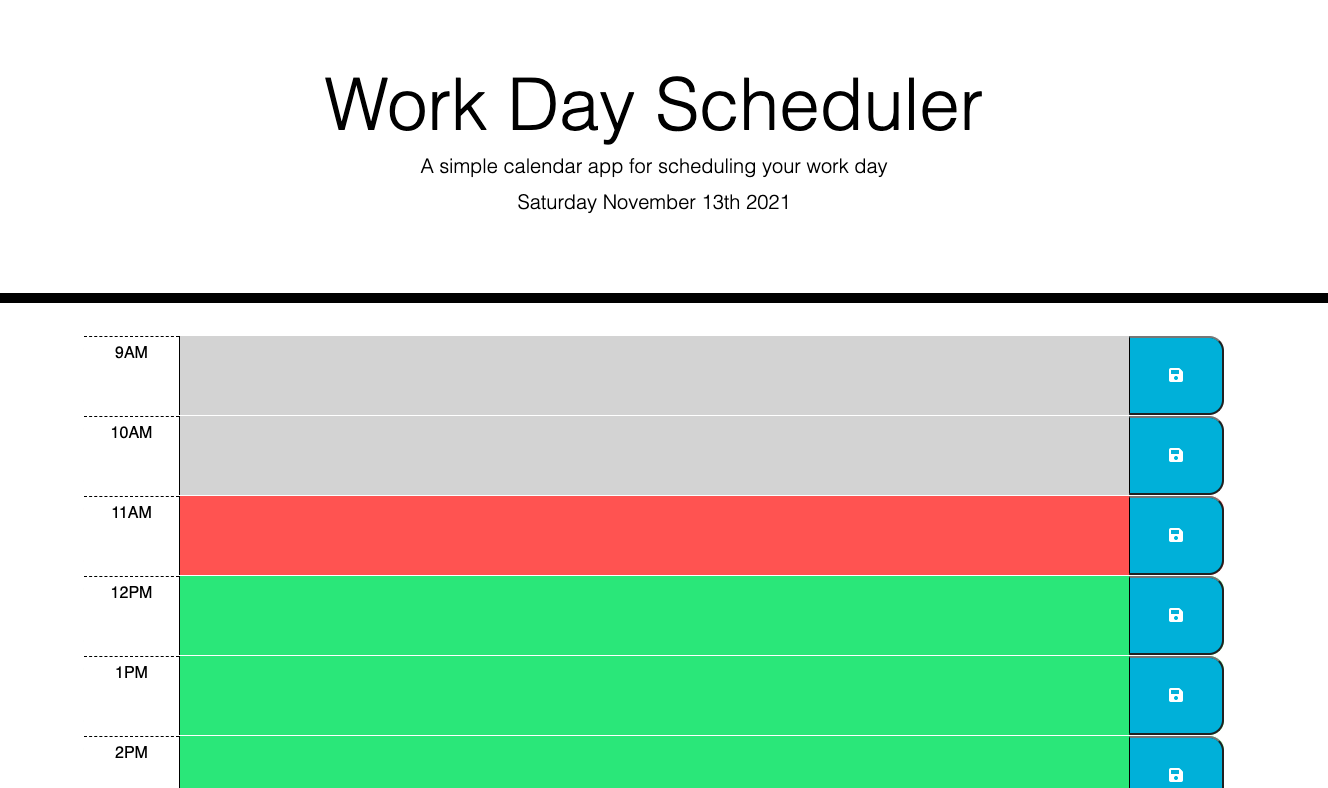 Work Day Scheduler
A simple calendar app for scheduling your work day
Saturday November 13th 2021
9AM
10AM
11AM
12PM
1PM
2PM